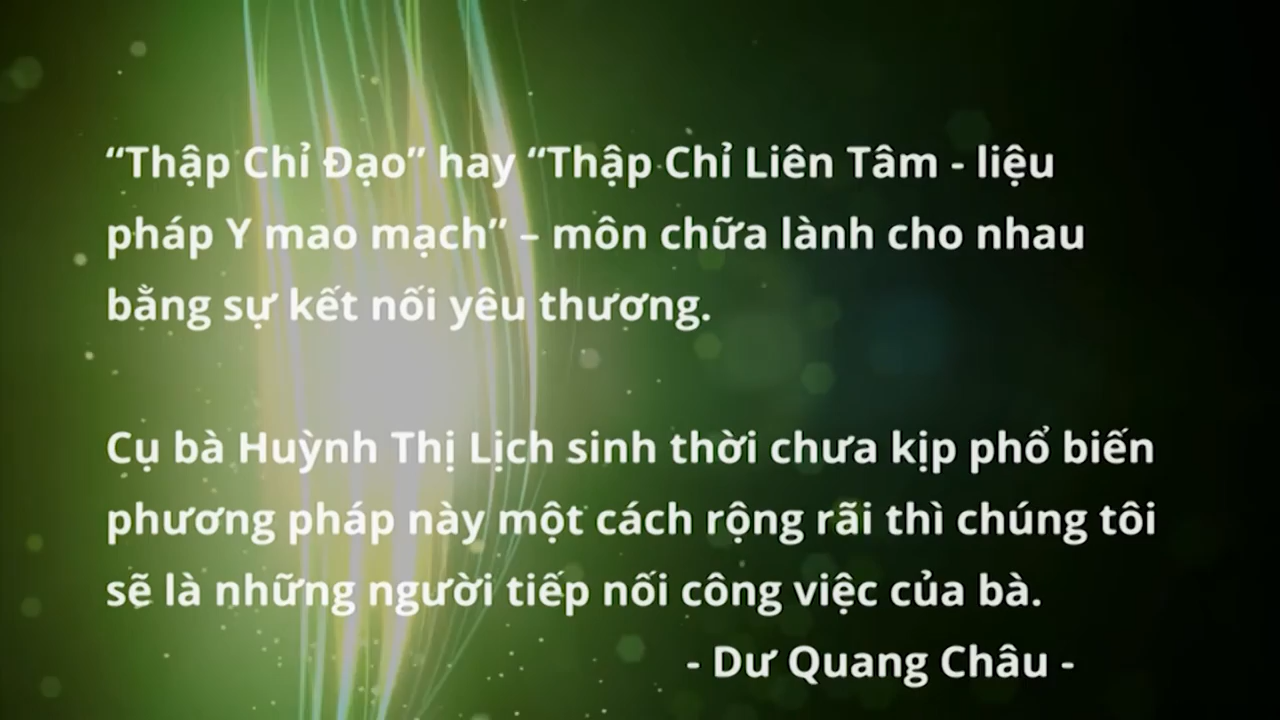 “Thập Chỉ Đạo” hay “Thập Chỉ Liên Tâm - liệu
pháp Y mao mạch” – môn chữa lành cho nhau
bằng sự kết nối yêu thương.
Cụ bà Huỳnh Thị Lịch sinh thời chưa kịp phổ biến
phương pháp này một cách rộng rãi thì chúng tôi
sẽ là những người tiếp nối công việc của bà.
- Dư Quang Châu -